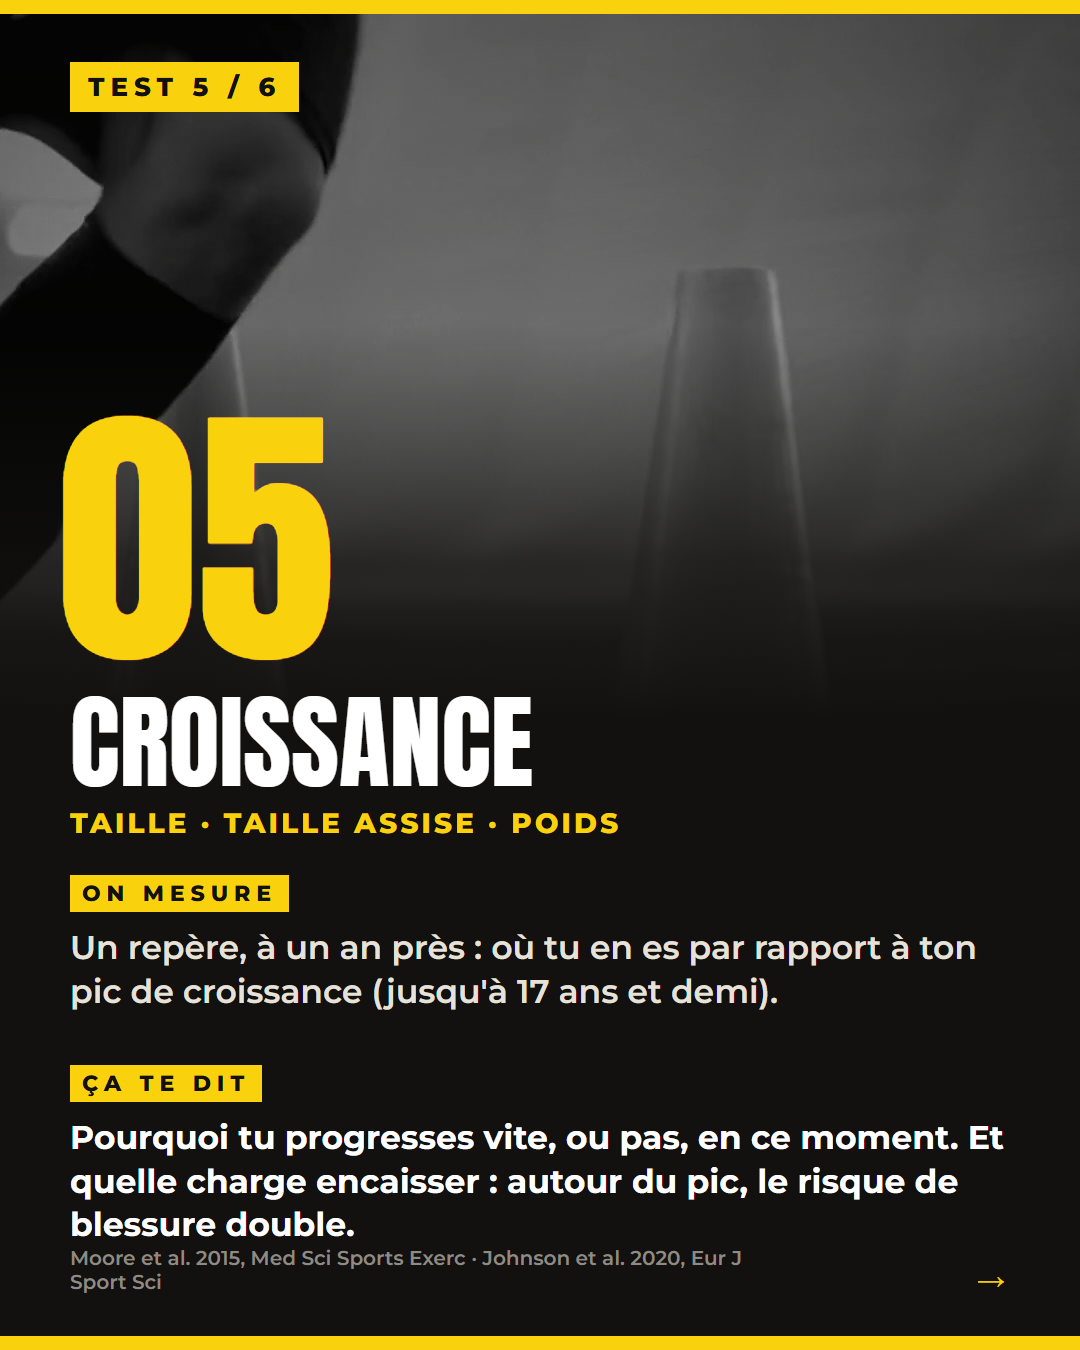 TEST 5 / 6
05
CROISSANCE
TAILLE · TAILLE ASSISE · POIDS
ON MESURE
Un repère, à un an près : où tu en es par rapport à ton
pic de croissance (jusqu'à 17 ans et demi).
ÇA TE DIT
Pourquoi tu progresses vite, ou pas, en ce moment. Et
quelle charge encaisser : autour du pic, le risque de
blessure double.
Moore et al. 2015, Med Sci Sports Exerc · Johnson et al. 2020, Eur J
Sport Sci
→